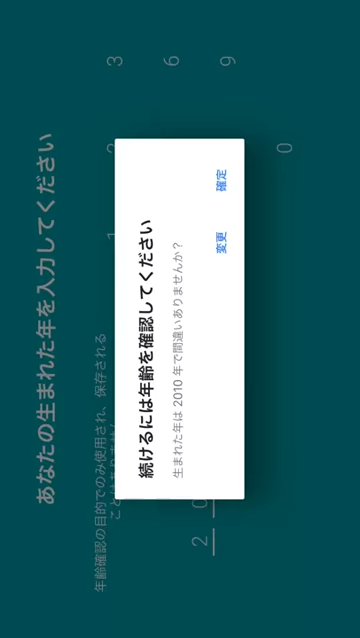 あなたの生まれた年を入力してください
年齢確認の目的でのみ使用され、保存される
2
0
1
2
3
6
9
0
続けるには年齢を確認してください
生まれた年は 2010 年で間違いありませんか？
変更
確定